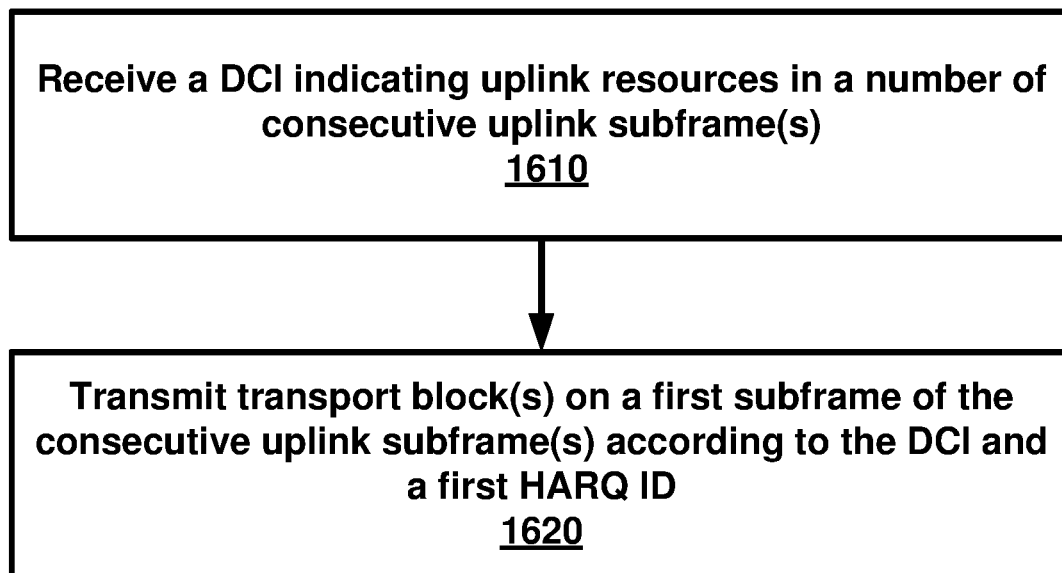 Receive a DCI indicating uplink resources in a number of
consecutive uplink subframe(s)
1610
Transmit transport block(s) on a first subframe of the
consecutive uplink subframe(s) according to the DCI and
a first HARQ ID
1620